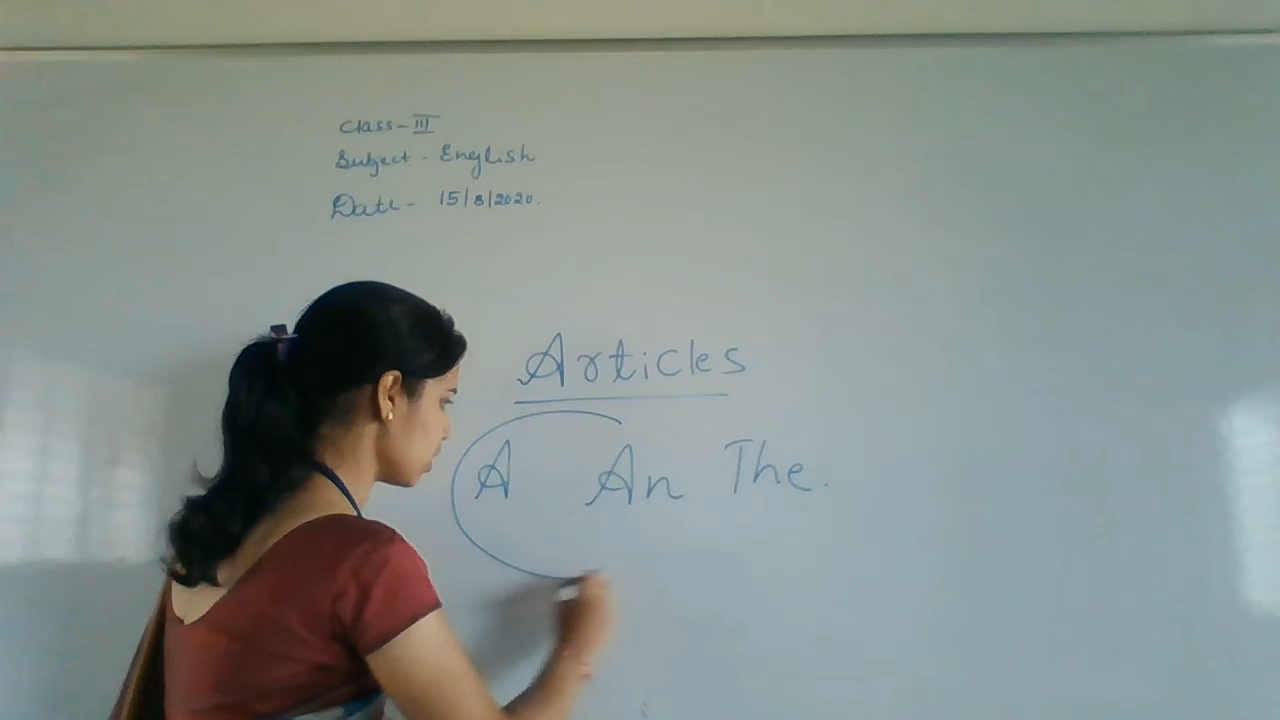 Class - III
Subject - English
Date - 15/8/2020.
Articles
A An The.